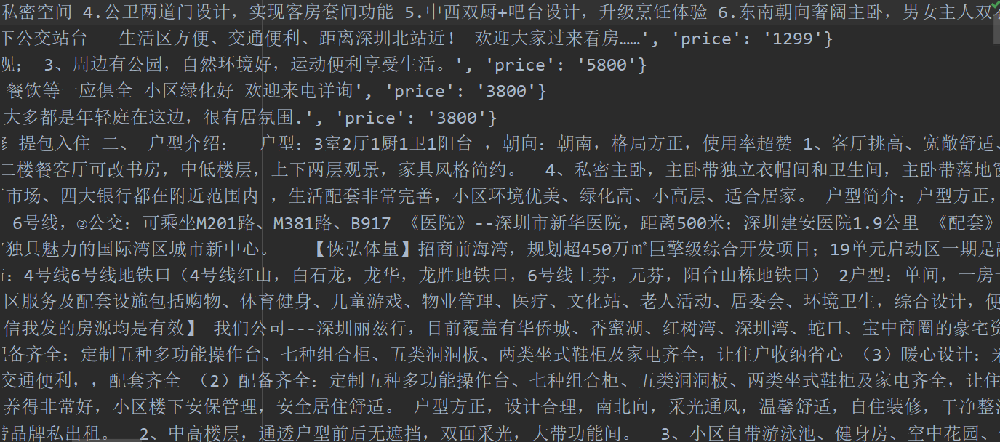 私密空间 4.公卫两道门设计，实现客房套间功能 5.中西双厨+吧台设计，升级烹饪体验 6.东南朝向奢阔主卧，男女主人双
下公交站台   生活区方便、交通便利、距离深圳北站近！ 欢迎大家过来看房……', 'price': '1299'}
观； 3、周边有公园，自然环境好，运动便利享受生活。', 'price': '5800'}
餐饮等一应俱全 小区绿化好 欢迎来电详询', 'price': '3800'}
大多都是年轻庭在这边，很有居氛围.', 'price': '3800'}
提包入住 二、 户型介绍：  户型：3室2厅1厨1卫1阳台 ，朝向：朝南，格局方正，使用率超赞 1、客厅挑高、宽敞舒适、
二楼餐客厅可改书房，中低楼层，上下两层观景，家具风格简约。  4、私密主卧，主卧带独立衣帽间和卫生间，主卧带落地
市场、四大银行都在附近范围内 ，生活配套非常完善，小区环境优美、绿化高、小高层、适合居家。 户型简介：户型方正，
6号线，②公交：可乘坐M201路、M381路、B917 《医院》--深圳市新华医院，距离500米；深圳建安医院1.9公里 《配套》
独具魅力的国际湾区城市新中心。    【恢弘体量】招商前海湾，规划超450万㎡巨擎级综合开发项目；19单元启动区一期是
：4号线6号线地铁口（4号线红山，白石龙，龙华，龙胜地铁口，6号线上芬，元芬，阳台山栋地铁口） 2户型：单间，一房
区服务及配套设施包括购物、体育健身、儿童游戏、物业管理、医疗、文化站、老人活动、居委会、环境卫生，综合设计，便
信我发的房源均是有效】 我们公司---深圳丽兹行，目前覆盖有华侨城、香蜜湖、红树湾、深圳湾、蛇口、宝中商圈的豪宅
备齐全：定制五种多功能操作台、七种组合柜、五类洞洞板、两类坐式鞋柜及家电齐全，让住户收纳省心 （3）暖心设计：
交通便利，，配套齐全 （2）配备齐全：定制五种多功能操作台、七种组合柜、五类洞洞板、两类坐式鞋柜及家电齐全，让住
养得非常好，小区楼下安保管理，安全居住舒适。 户型方正，设计合理，南北向，采光通风，温馨舒适，自住装修，干净整
品牌私出租。  2、中高楼层，通透户型前后无遮挡，双面采光，大带功能间。  3、小区自带游泳池、健身房、空中花园、